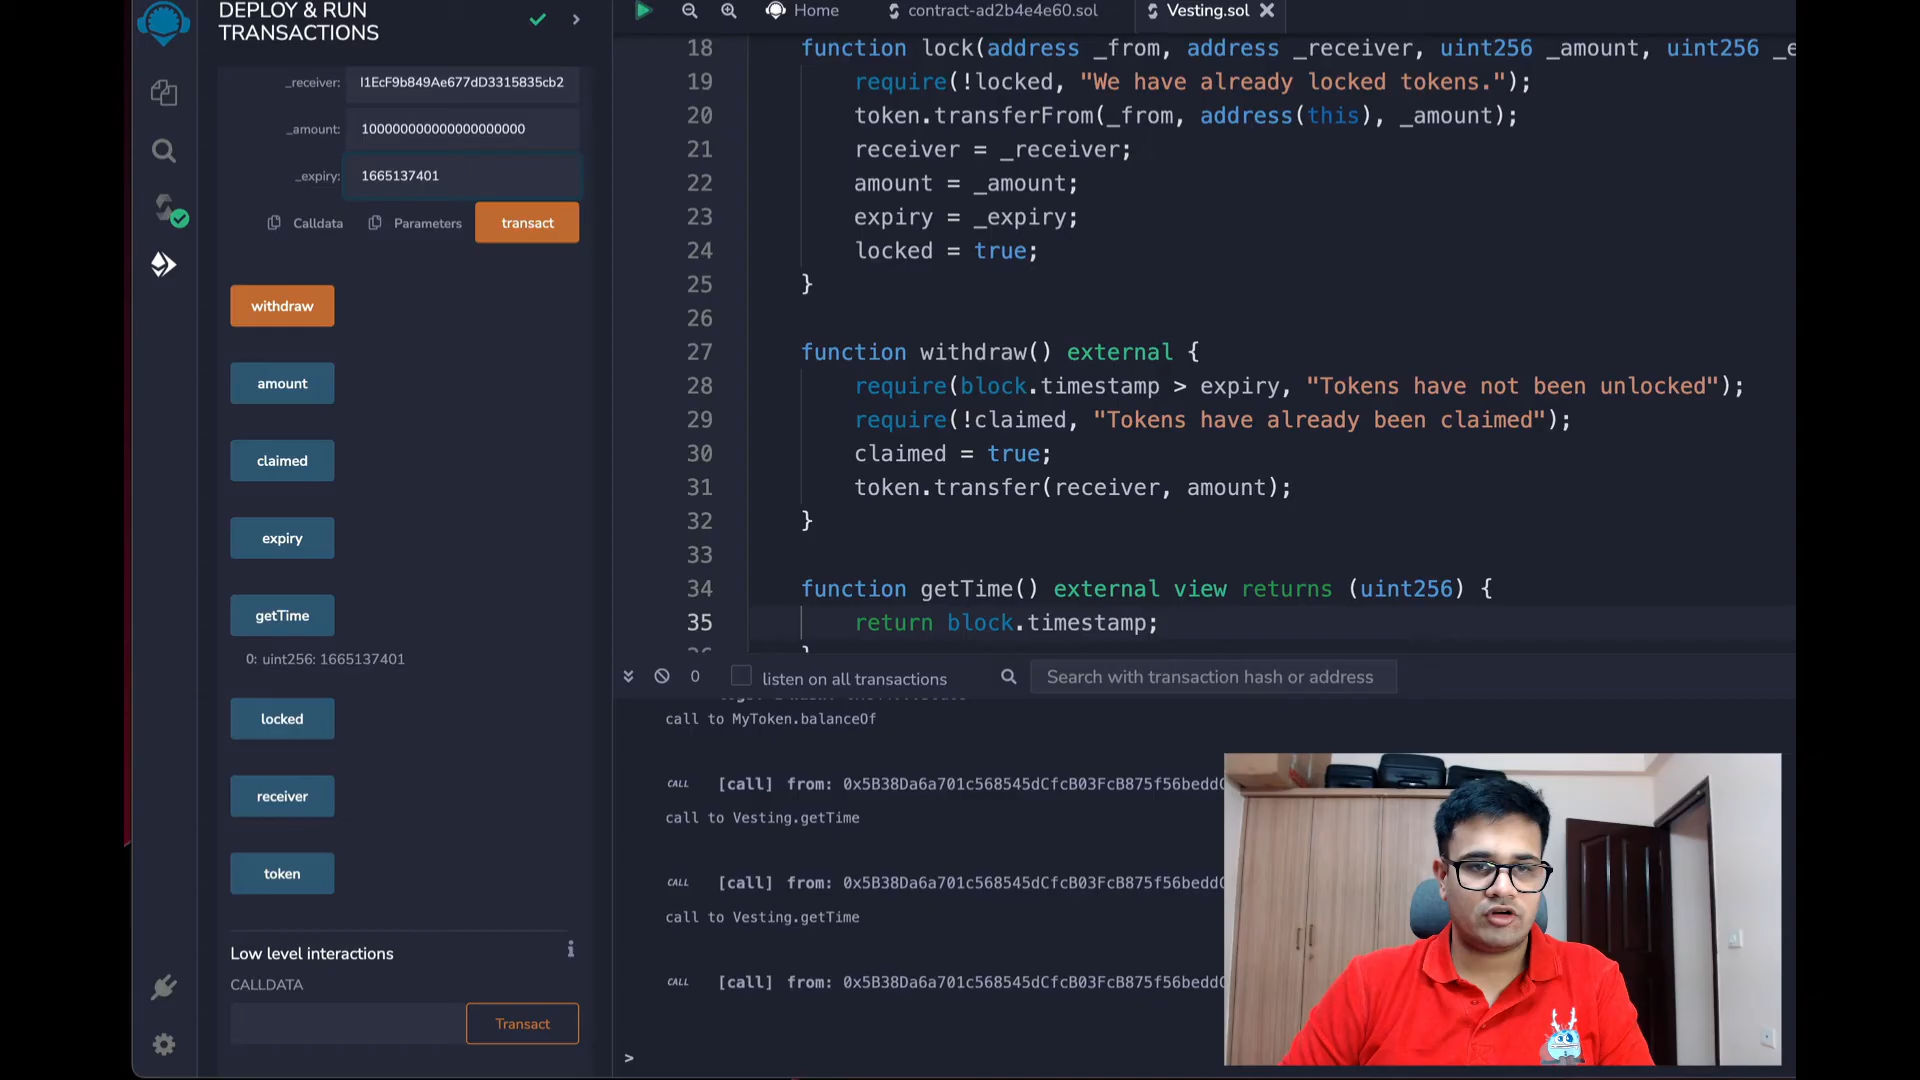 DEPLOY & RUN
TRANSACTIONS
_receiver: I1EcF9b849Ae677dD3315835cb2
_amount: 100000000000000000000
_expiry: 1665137401
Calldata Parameters transact
withdraw
amount
claimed
expiry
getTime
0: uint256: 1665137401
locked
receiver
token
Low level interactions
CALLDATA
Transact
Home contract-ad2b4e4e60.sol Vesting.sol
18 function lock(address _from, address _receiver, uint256 _amount, uint256 _e
19 require(!locked, "We have already locked tokens.");
20 token.transferFrom(_from, address(this), _amount);
21 receiver = _receiver;
22 amount = _amount;
23 expiry = _expiry;
24 locked = true;
25 }
26
27 function withdraw() external {
28 require(block.timestamp > expiry, "Tokens have not been unlocked");
29 require(!claimed, "Tokens have already been claimed");
30 claimed = true;
31 token.transfer(receiver, amount);
32 }
33
34 function getTime() external view returns (uint256) {
35 return block.timestamp;
0 listen on all transactions Search with transaction hash or address
call to MyToken.balanceOf
CALL [call] from: 0x5B38Da6a701c568545dCfcB03FcB875f56bedd
call to Vesting.getTime
CALL [call] from: 0x5B38Da6a701c568545dCfcB03FcB875f56bedd
call to Vesting.getTime
CALL [call] from: 0x5B38Da6a701c568545dCfcB03FcB875f56bedd
>